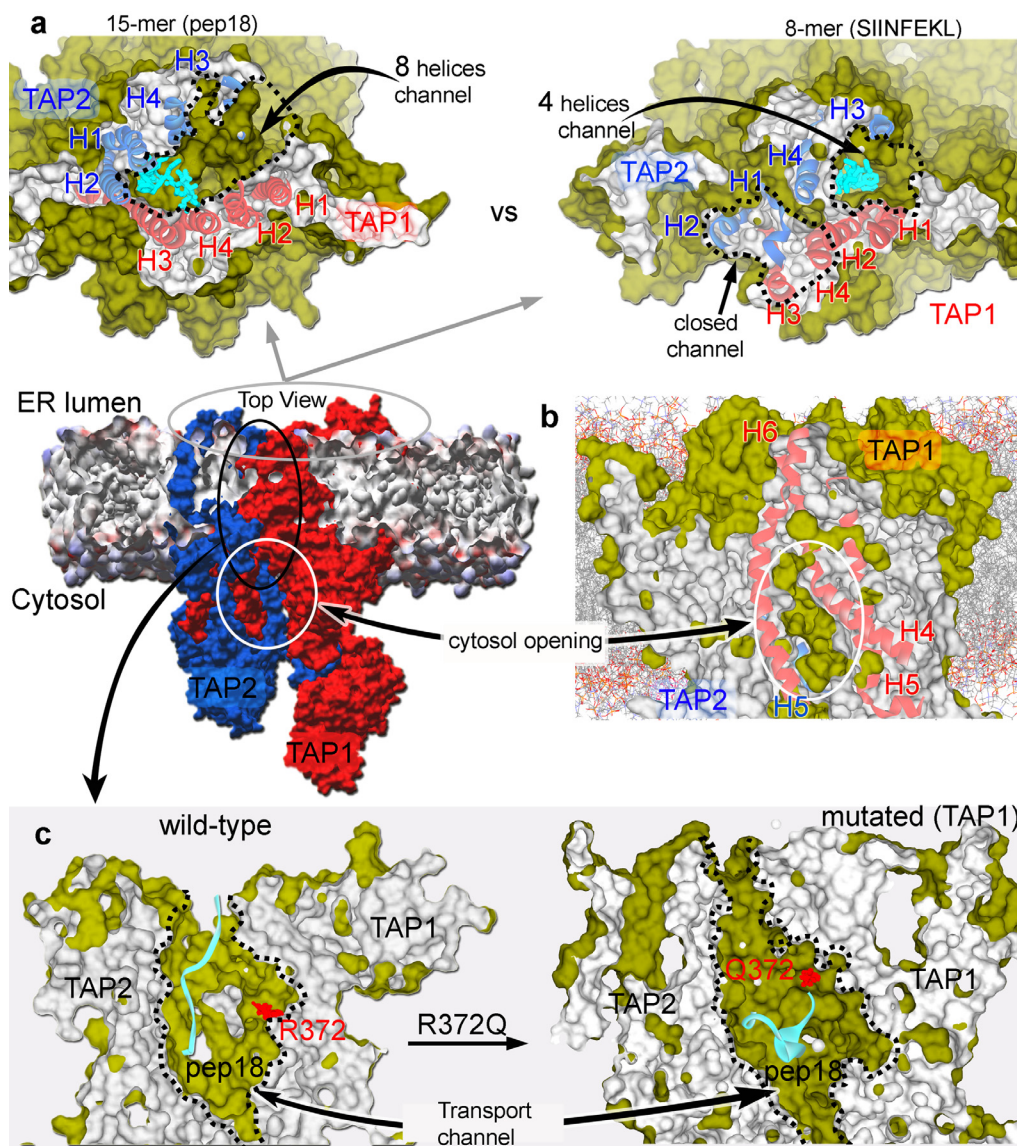 a
15-mer (pep18)
8-mer (SIINFEKL)
H3
8 helices
channel
TAP2
H4
H1
H2
H1
H2
H4
H3
TAP1
vs
4 helices
channel
H3
TAP2
H4
H1
H2
H1
H2
H4
H3
closed
channel
TAP1
ER lumen
Top View
Cytosol
cytosol opening
TAP2
TAP1
b
H6
TAP1
H4
H5
H5
TAP2
c
wild-type
mutated (TAP1)
TAP1
TAP2
R372
pep18
R372Q
Q372
TAP1
TAP2
pep18
Transport
channel